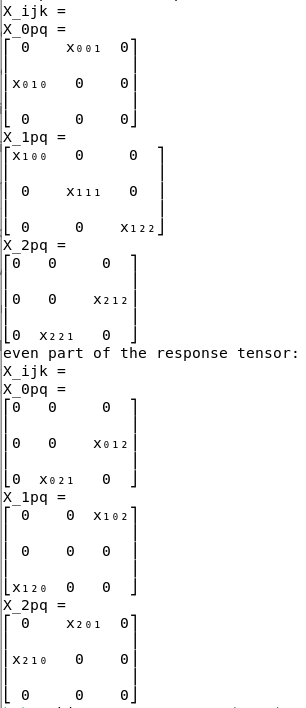 X_ijk =
X_0pq =
⎡ 0    x₀₀₁  0⎤
⎢             ⎥
⎢x₀₁₀   0    0⎥
⎢             ⎥
⎣ 0     0    0⎦
X_1pq =
⎡x₁₀₀   0     0  ⎤
⎢                ⎥
⎢ 0    x₁₁₁   0  ⎥
⎢                ⎥
⎣ 0     0    x₁₂₂⎦
X_2pq =
⎡0   0     0  ⎤
⎢             ⎥
⎢0   0    x₂₁₂⎥
⎢             ⎥
⎣0  x₂₂₁   0  ⎦
even part of the response tensor:
X_ijk =
X_0pq =
⎡0   0     0  ⎤
⎢             ⎥
⎢0   0    x₀₁₂⎥
⎢             ⎥
⎣0  x₀₂₁   0  ⎦
X_1pq =
⎡ 0    0  x₁₀₂⎤
⎢             ⎥
⎢ 0    0   0  ⎥
⎢             ⎥
⎣x₁₂₀  0   0  ⎦
X_2pq =
⎡ 0    x₂₀₁  0⎤
⎢             ⎥
⎢x₂₁₀   0    0⎥
⎢             ⎥
⎣ 0     0    0⎦